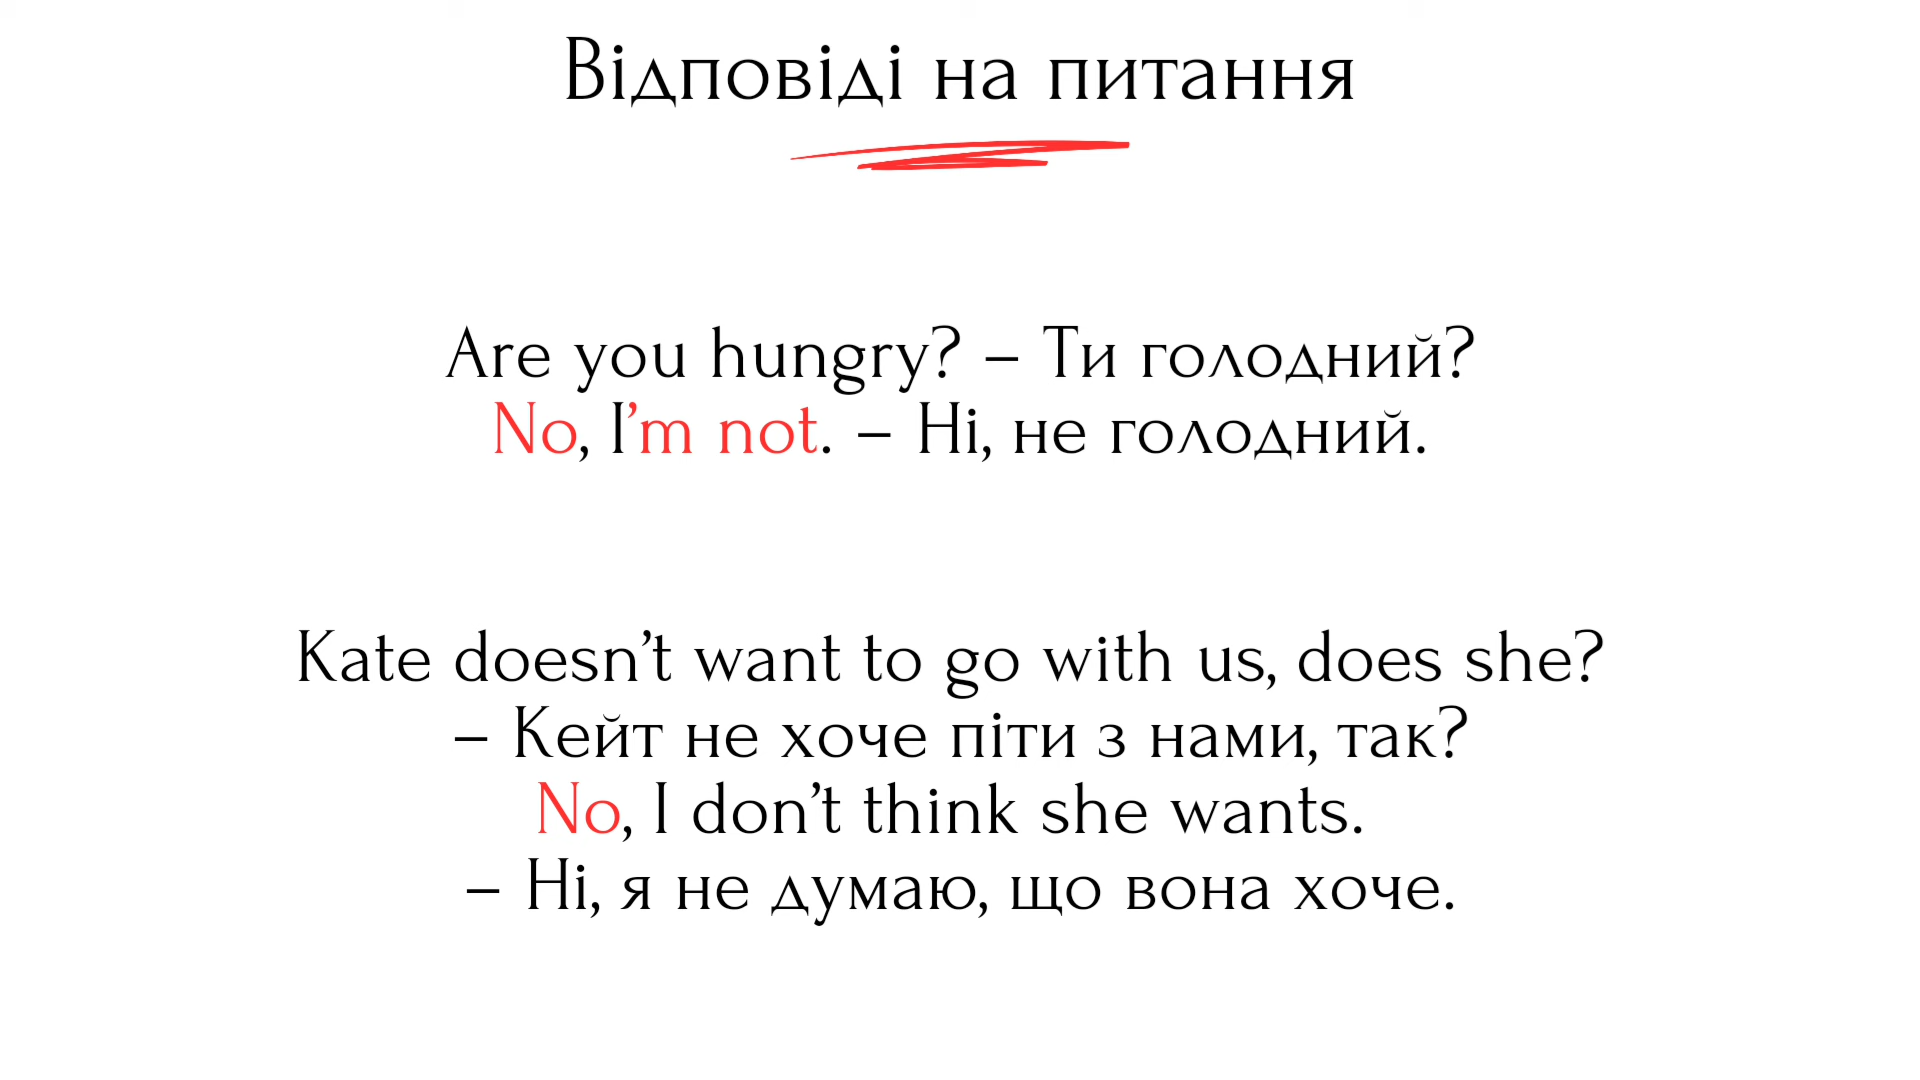 Відповіді на питання
Are you hungry? – Ти голодний?
No, I’m not. – Ні, не голодний.
Kate doesn’t want to go with us, does she?
– Кейт не хоче піти з нами, так?
No, I don’t think she wants.
– Ні, я не думаю, що вона хоче.